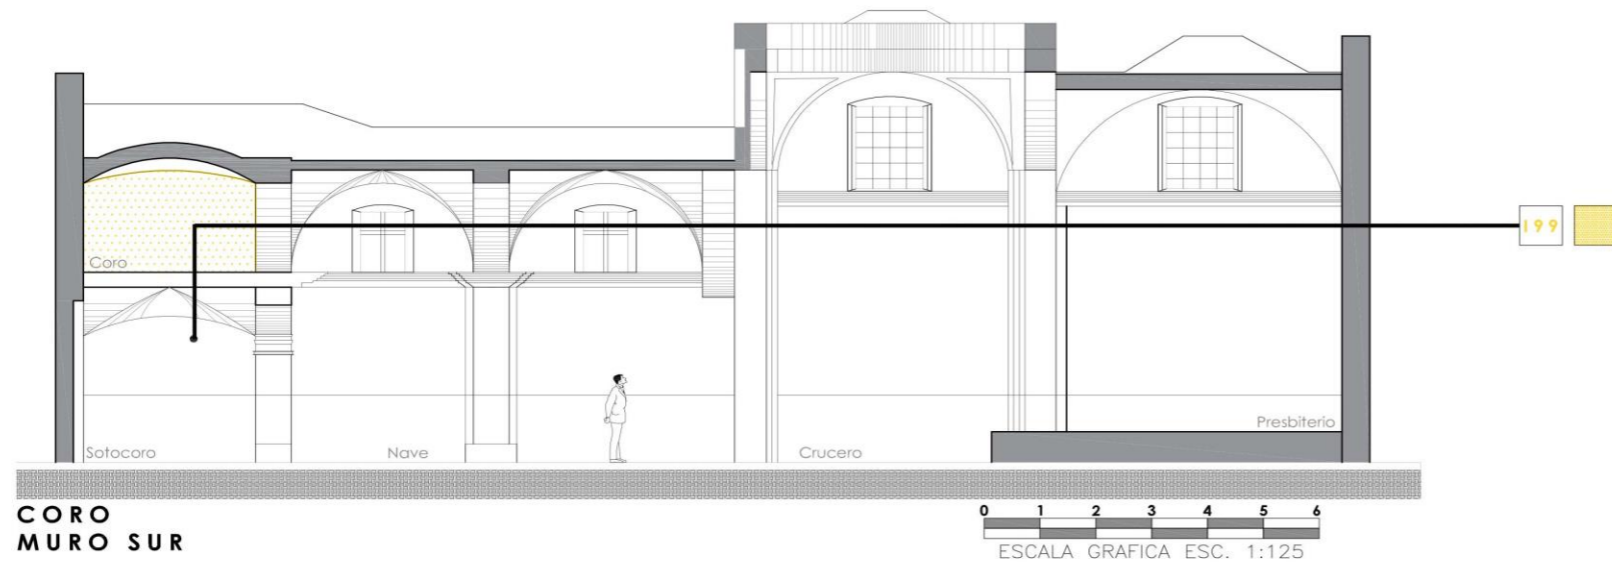 199
Coro
Presbiterio
Sotocoro
Nave
Crucero
CORO
MURO SUR
0 1 2 3 4 5 6
ESCALA GRAFICA ESC. 1:125